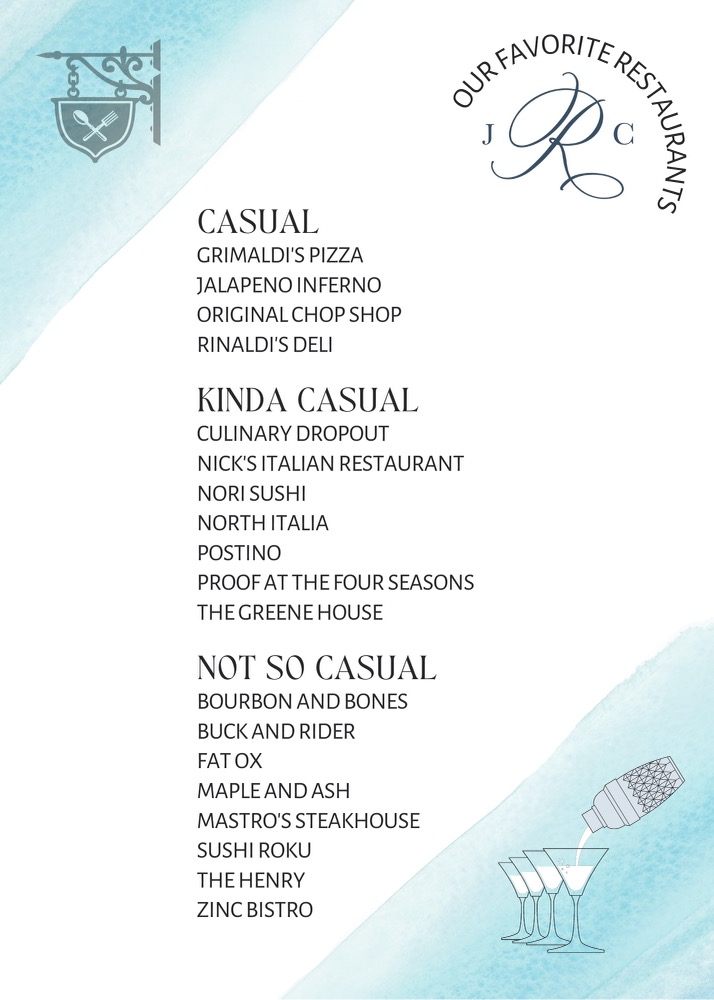 OUR FAVORITE RESTAURANTS
J R C
CASUAL
GRIMALDI'S PIZZA
JALAPENO INFERNO
ORIGINAL CHOP SHOP
RINALDI'S DELI
KINDA CASUAL
CULINARY DROPOUT
NICK'S ITALIAN RESTAURANT
NORI SUSHI
NORTH ITALIA
POSTINO
PROOF AT THE FOUR SEASONS
THE GREENE HOUSE
NOT SO CASUAL
BOURBON AND BONES
BUCK AND RIDER
FAT OX
MAPLE AND ASH
MASTRO'S STEAKHOUSE
SUSHI ROKU
THE HENRY
ZINC BISTRO